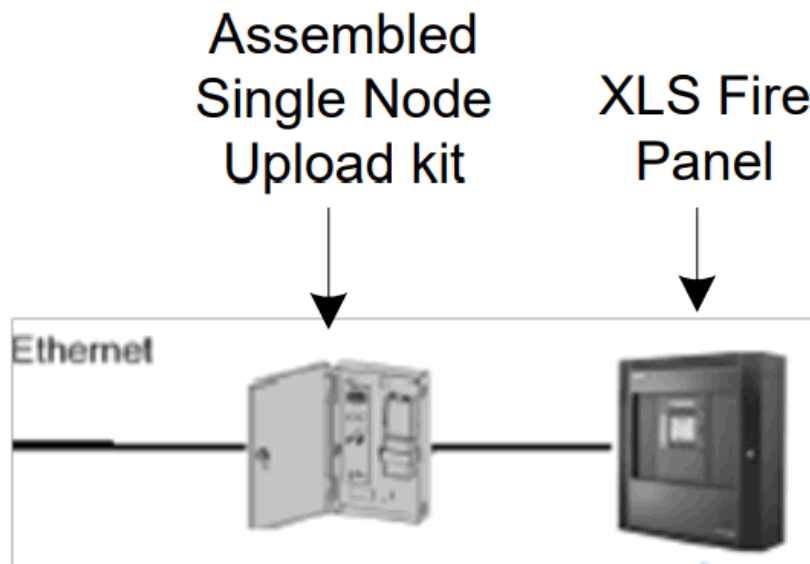 Assembled
Single Node
Upload kit
XLS Fire
Panel
Ethernet